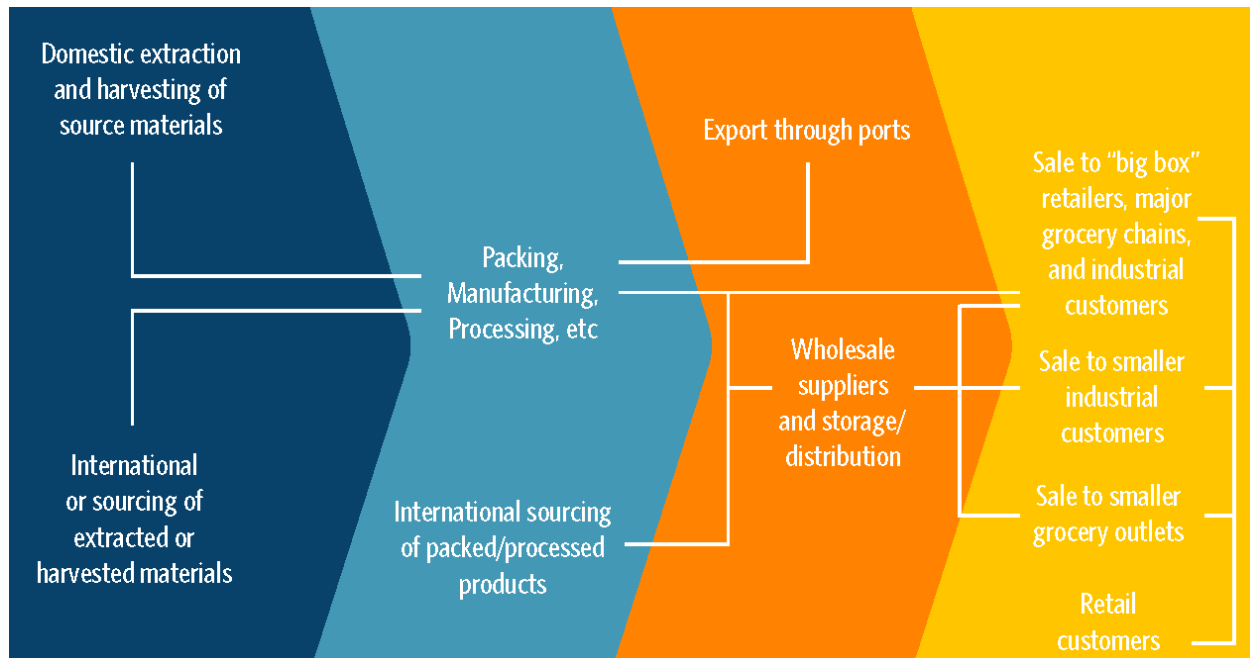 Domestic extraction
and harvesting of
source materials
International
or sourcing of
extracted or
harvested materials
Packing,
Manufacturing,
Processing, etc
International sourcing
of packed/processed
products
Export through ports
Wholesale
suppliers
and storage/
distribution
Sale to “big box”
retailers, major
grocery chains,
and industrial
customers
Sale to smaller
industrial
customers
Sale to smaller
grocery outlets
Retail
customers